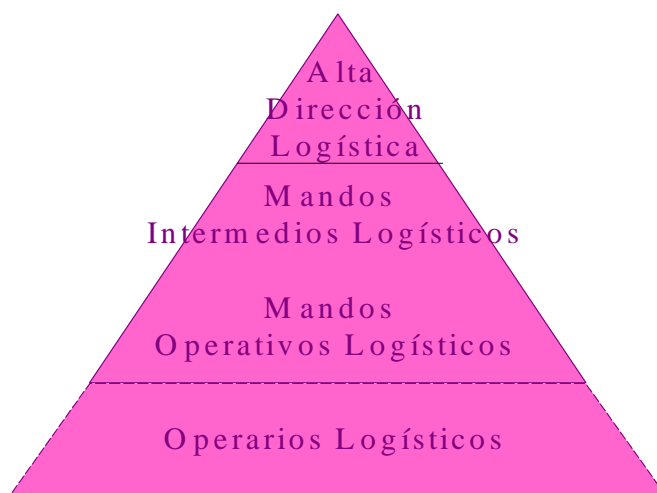 Alta
Dirección
Logística
Mandos
Intermedios Logísticos
Mandos
Operativos Logísticos
Operarios Logísticos